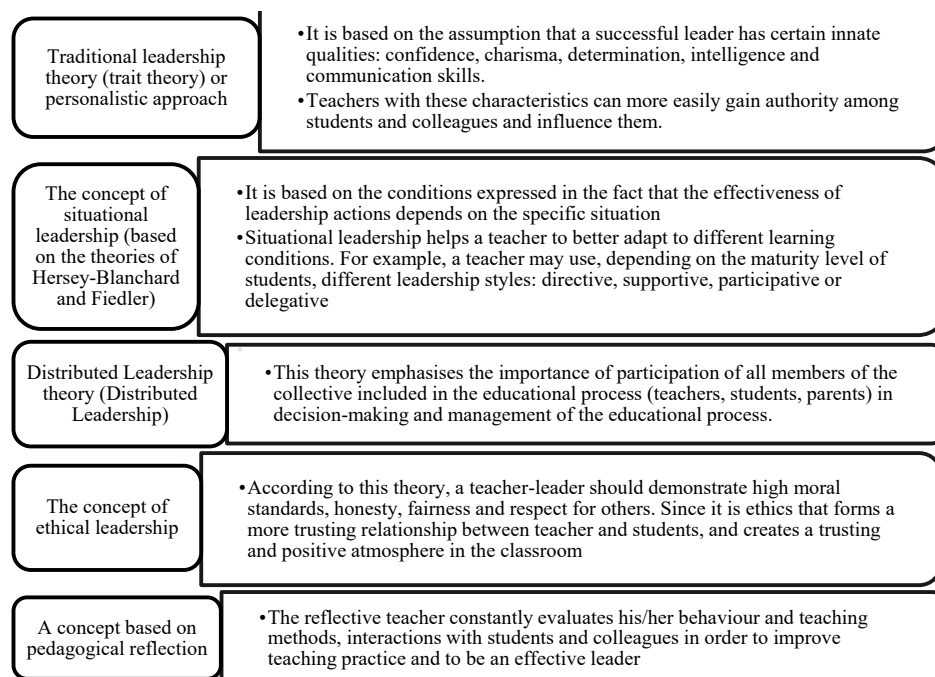 Traditional leadership
theory (trait theory) or
personalistic approach
•It is based on the assumption that a successful leader has certain innate
qualities: confidence, charisma, determination, intelligence and
communication skills.
•Teachers with these characteristics can more easily gain authority among
students and colleagues and influence them.
The concept of
situational
leadership (based
on the theories of
Hersey-Blanchard
and Fiedler)
•It is based on the conditions expressed in the fact that the effectiveness of
leadership actions depends on the specific situation
•Situational leadership helps a teacher to better adapt to different learning
conditions. For example, a teacher may use, depending on the maturity level of
students, different leadership styles: directive, supportive, participative or
delegative
Distributed Leadership
theory (Distributed
Leadership)
•This theory emphasises the importance of participation of all members of the
collective included in the educational process (teachers, students, parents) in
decision-making and management of the educational process.
The concept of
ethical leadership
•According to this theory, a teacher-leader should demonstrate high moral
standards, honesty, fairness and respect for others. Since it is ethics that forms a
more trusting relationship between teacher and students, and creates a trusting
and positive atmosphere in the classroom
A concept based on
pedagogical reflection
•The reflective teacher constantly evaluates his/her behaviour and teaching
methods, interactions with students and colleagues in order to improve
teaching practice and to be an effective leader